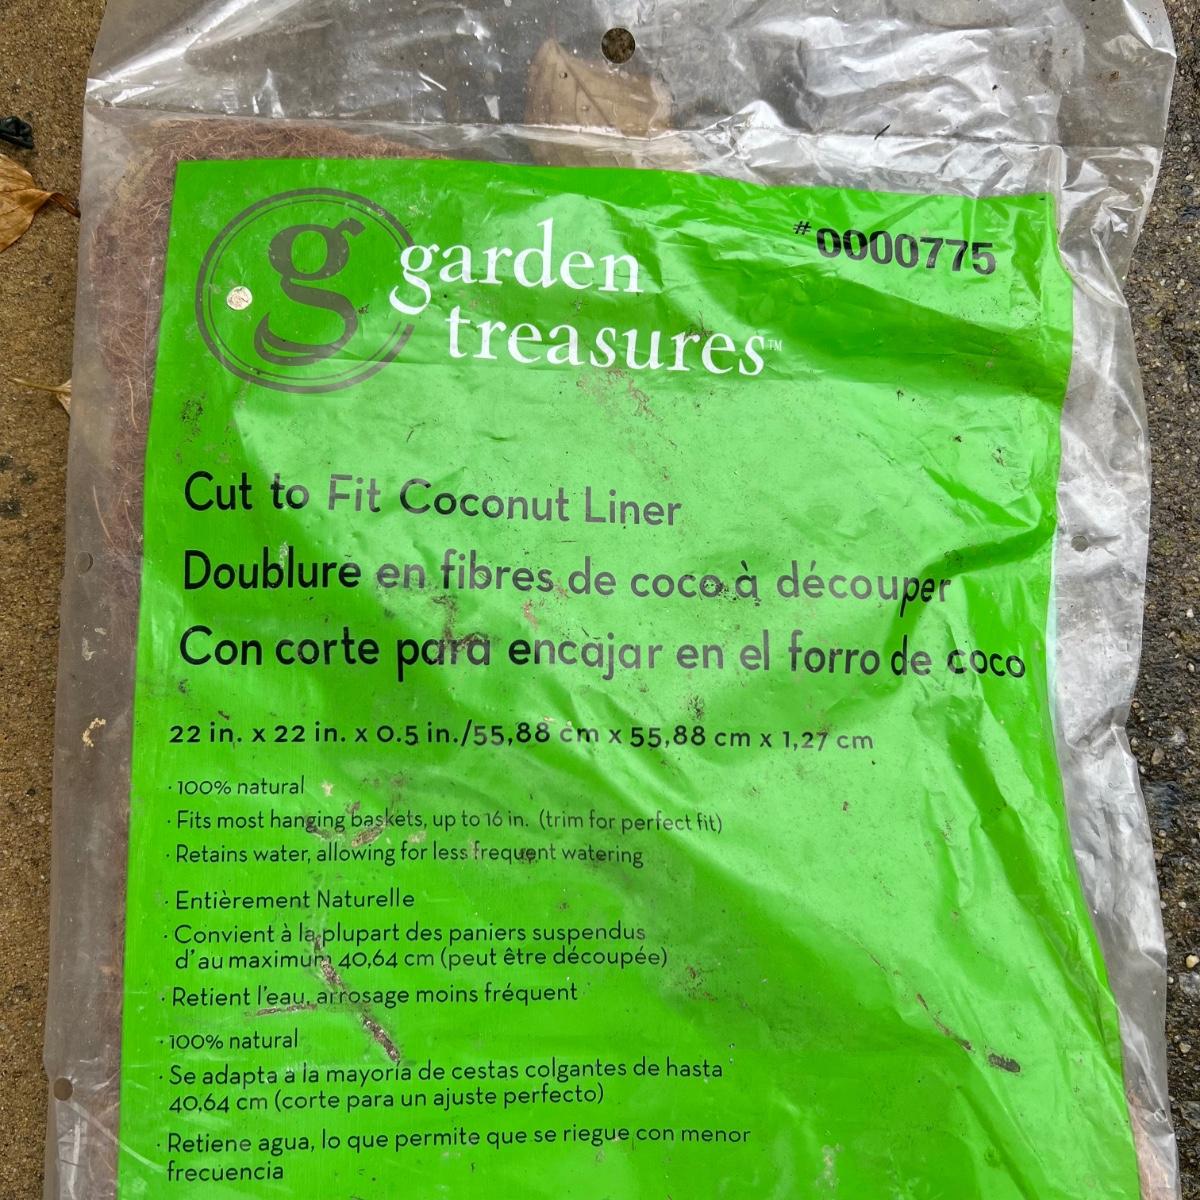 g
garden
treasures™
#0000775
Cut to Fit Coconut Liner
Doublure en fibres de coco à découper
Con corte para encajar en el forro de coco
22 in. x 22 in. x 0.5 in./55,88 cm x 55,88 cm x 1,27 cm
· 100% natural
· Fits most hanging baskets, up to 16 in. (trim for perfect fit)
· Retains water, allowing for less frequent watering
· Entièrement Naturelle
· Convient à la plupart des paniers suspendus
d'au maximum 40,64 cm (peut être découpée)
· Retient l'eau, arrosage moins fréquent
· 100% natural
· Se adapta a la mayoría de cestas colgantes de hasta
40,64 cm (corte para un ajuste perfecto)
· Retiene agua, lo que permite que se riegue con menor
frecuencia